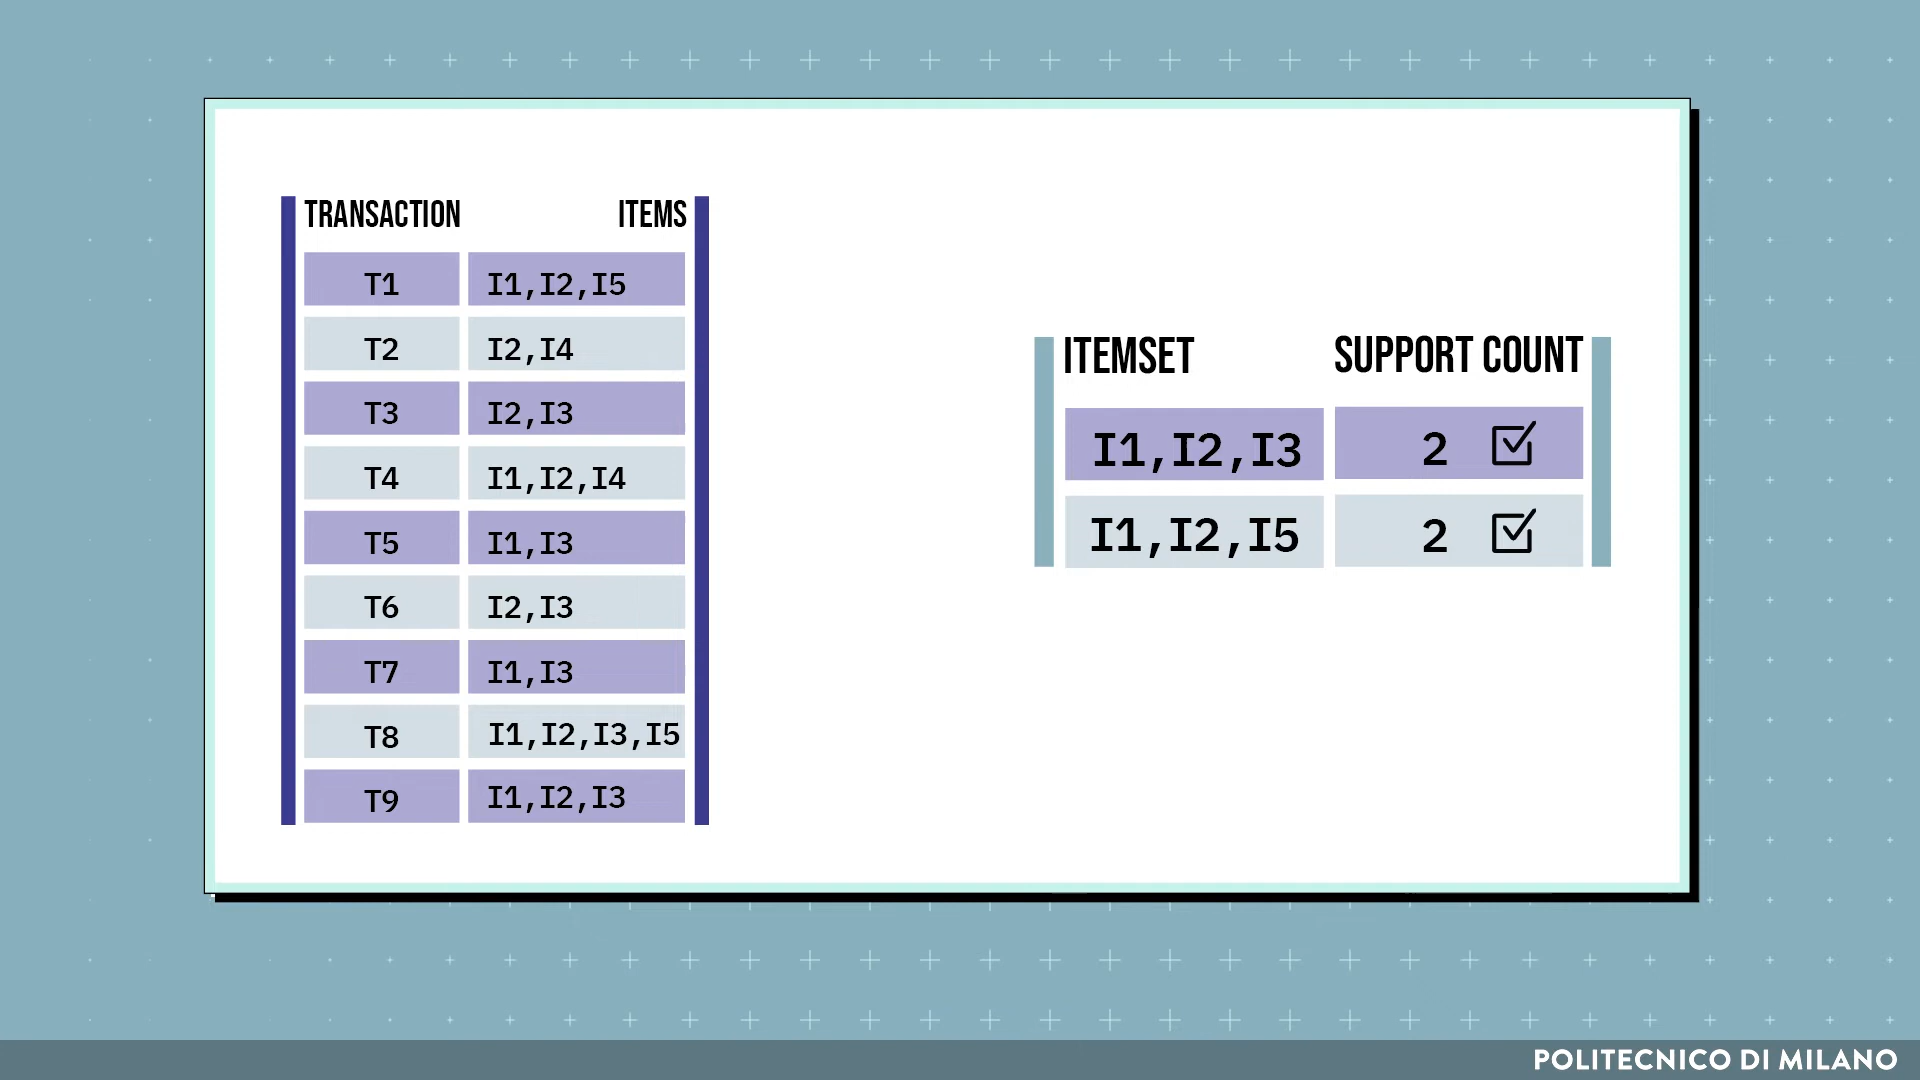 TRANSACTION ITEMS
T1 I1,I2,I5
T2 I2,I4
T3 I2,I3
T4 I1,I2,I4
T5 I1,I3
T6 I2,I3
T7 I1,I3
T8 I1,I2,I3,I5
T9 I1,I2,I3
ITEMSET SUPPORT COUNT
I1,I2,I3 2
I1,I2,I5 2
POLITECNICO DI MILANO